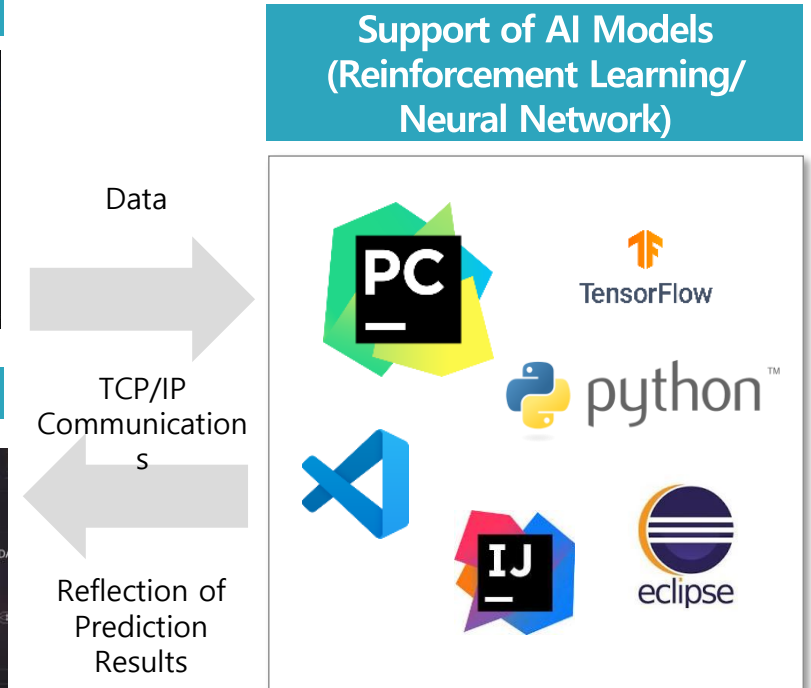 Support of AI Models
(Reinforcement Learning/
Neural Network)
Data
TCP/IP
Communication
s
Reflection of
Prediction
Results
PC
TensorFlow
python™
IJ
eclipse